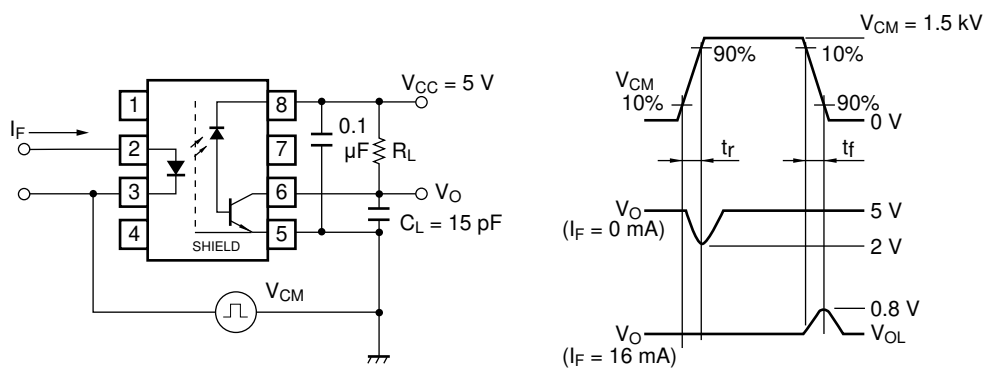 I_F
1
2
3
4
8
7
6
5
SHIELD
V_CC = 5 V
0.1
µF
R_L
V_O
C_L = 15 pF
V_CM
V_CM = 1.5 kV
90%
10%
V_CM
10%
90%
0 V
t_r
t_f
V_O
(I_F = 0 mA)
5 V
2 V
0.8 V
V_O
V_OL
(I_F = 16 mA)